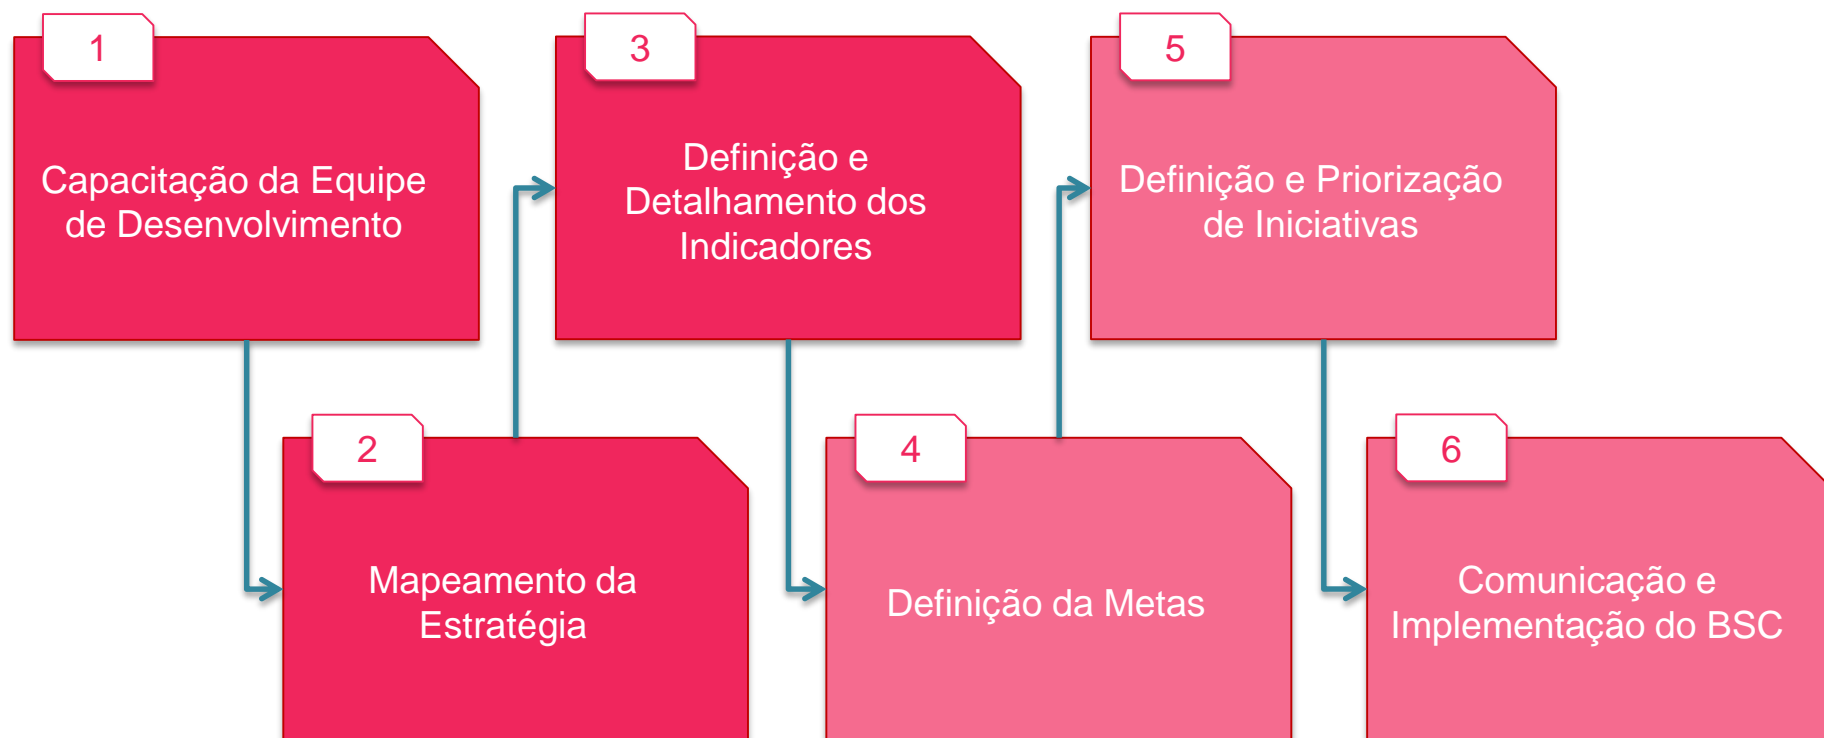 1
Capacitação da Equipe
de Desenvolvimento
2
Mapeamento da
Estratégia
3
Definição e
Detalhamento dos
Indicadores
4
Definição da Metas
5
Definição e Priorização
de Iniciativas
6
Comunicação e
Implementação do BSC